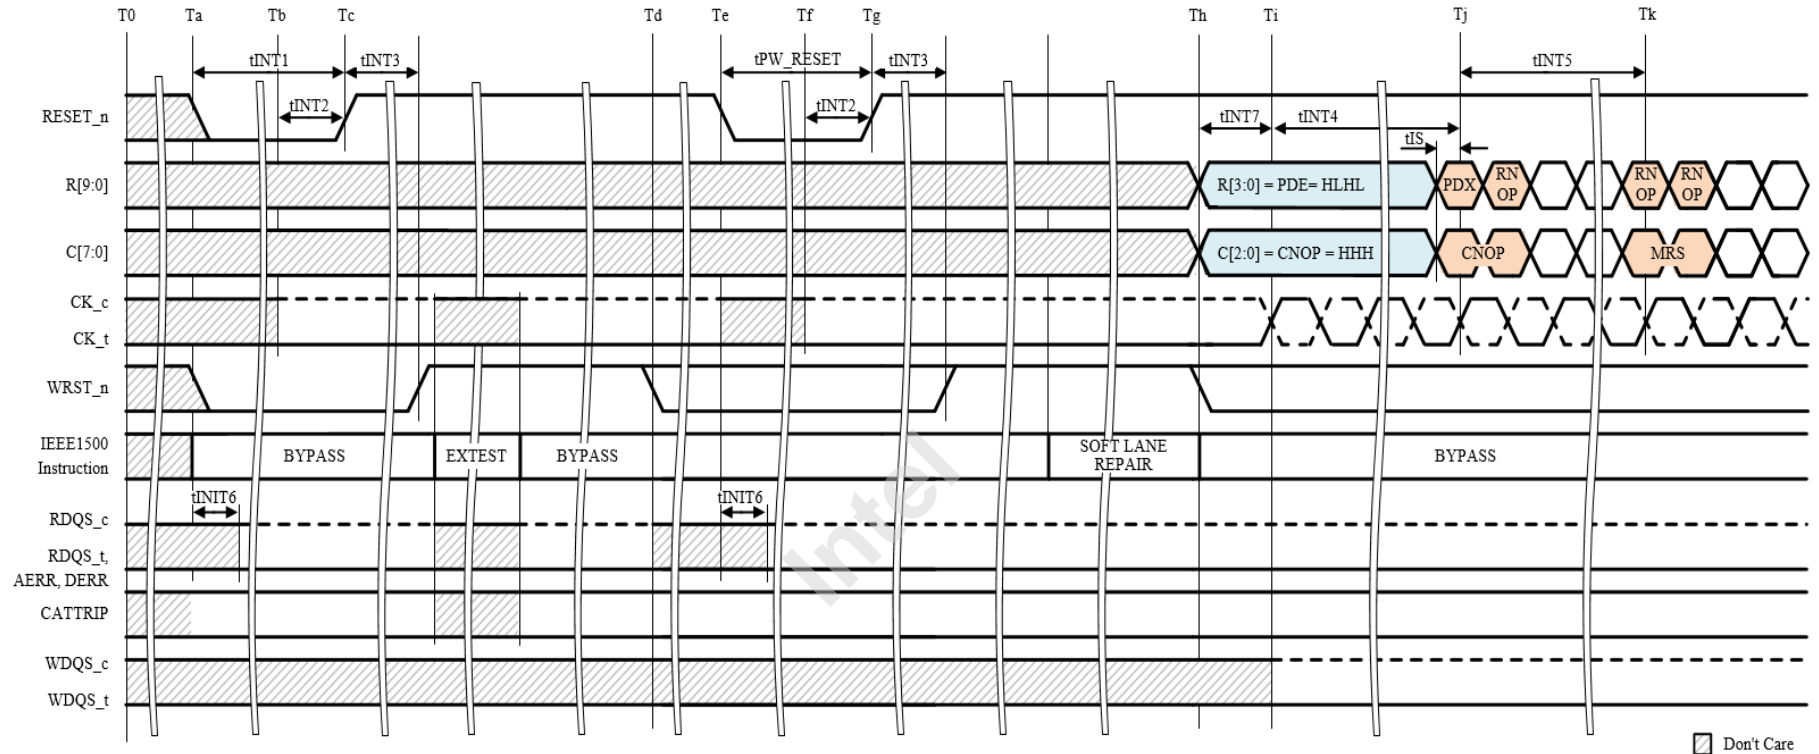 T0 Ta Tb Tc Td Te Tf Tg Th Ti Tj Tk
tINT1 tINT3 tPW_RESET tINT3 tINT5
RESET_n tINT2 tINT2 tINT7 tINT4
tIS
R[9:0] R[3:0] = PDE= HLHL PDX RN OP RN OP RN OP
C[7:0] C[2:0] = CNOP = HHH CNOP MRS
CK_c
CK_t
WRST_n
IEEE1500
Instruction
BYPASS EXTEST BYPASS SOFT LANE REPAIR BYPASS
tINIT6 tINIT6
RDQS_c
RDQS_t,
AERR, DERR
CATTRIP
WDQS_c
WDQS_t
Intel
Don't Care